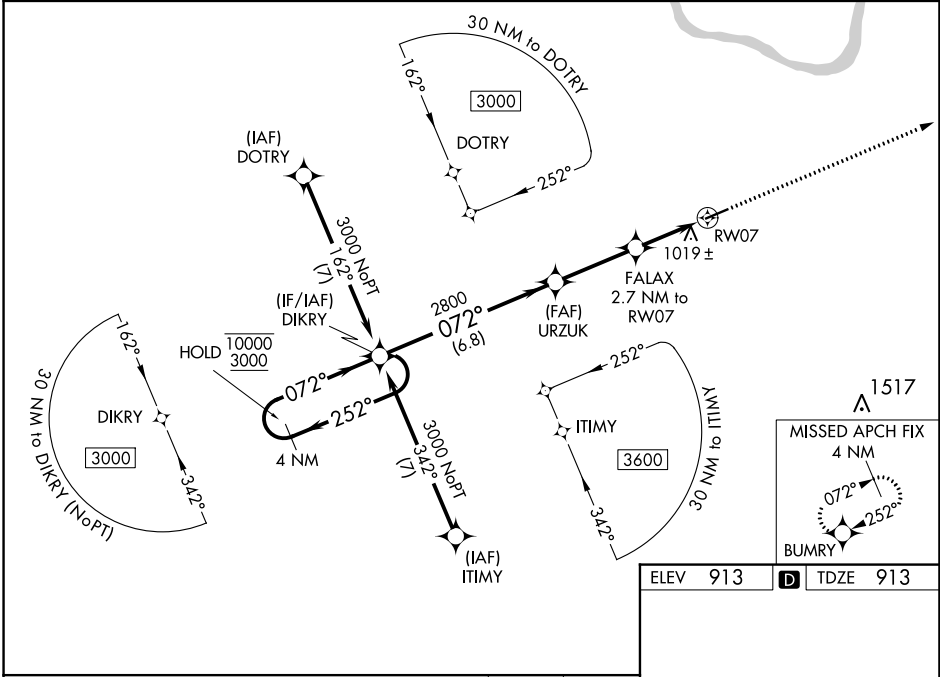 30 NM to DOTRY
162°
3000
DOTRY
252°
(IAF)
DOTRY
3000 NoPT
162°
(7)
(IF/IAF)
DIKRY
HOLD 10000
3000
072°
252°
4 NM
2800
072°
(6.8)
(FAF)
URZUK
FALAX
2.7 NM to
RW07
1019 ±
RW07
162°
DIKRY
3000
342°
30 NM to DIKRY (NoPT)
3000 NoPT
342°
(7)
(IAF)
ITIMY
252°
ITIMY
3600
342°
30 NM to ITIMY
1517
MISSED APCH FIX
4 NM
072°
252°
BUMRY
ELEV 913 D TDZE 913